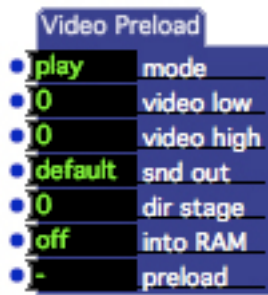 Video Preload
play mode
0 video low
0 video high
default snd out
0 dir stage
off into RAM
- preload